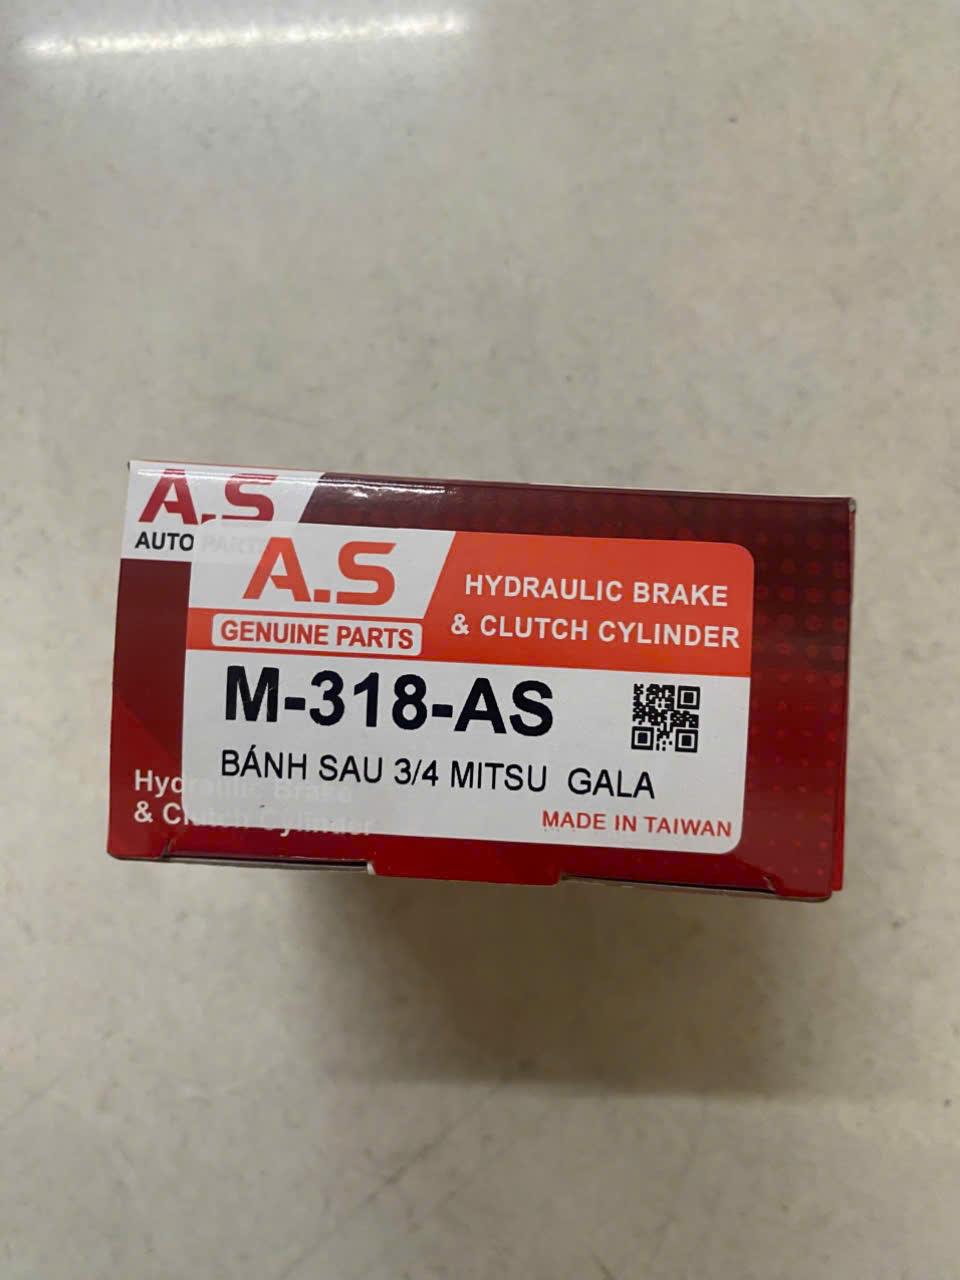 A.S
AUTO PARTS
A.S
GENUINE PARTS
HYDRAULIC BRAKE
& CLUTCH CYLINDER
M-318-AS
BÁNH SAU 3/4 MITSU GALA
MADE IN TAIWAN
Hydraulic Brake
& Clutch Cylinder